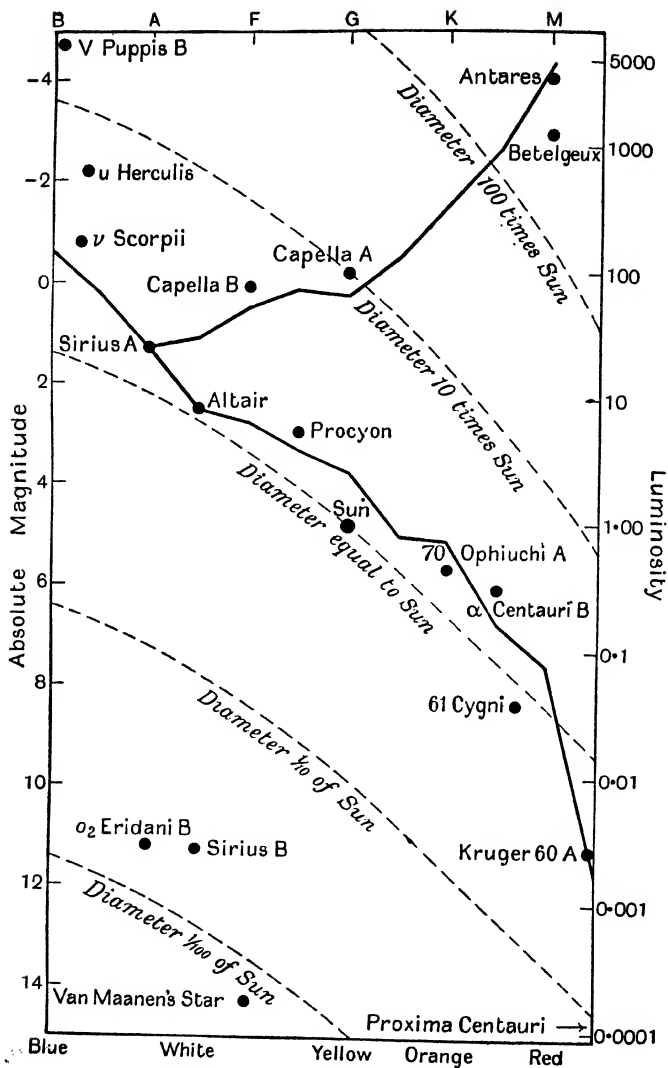 B A F G K M
V Puppis B
-4
5000
Antares
Diameter 100 times Sun
Betelgeux
1000
-2
u Herculis
ν Scorpii
Capella A
0
Capella B
100
Sirius A
Diameter 10 times Sun
2
Altair
10
Procyon
Absolute Magnitude
Luminosity
4
Sun
1·00
Diameter equal to Sun
70 Ophiuchi A
6
α Centauri B
0·1
8
61 Cygni
Diameter 1/10 of Sun
10
0·01
o₂ Eridani B
Sirius B
Kruger 60 A
12
Diameter 1/100 of Sun
0·001
14
Van Maanen's Star
Proxima Centauri →
0·0001
Blue White Yellow Orange Red